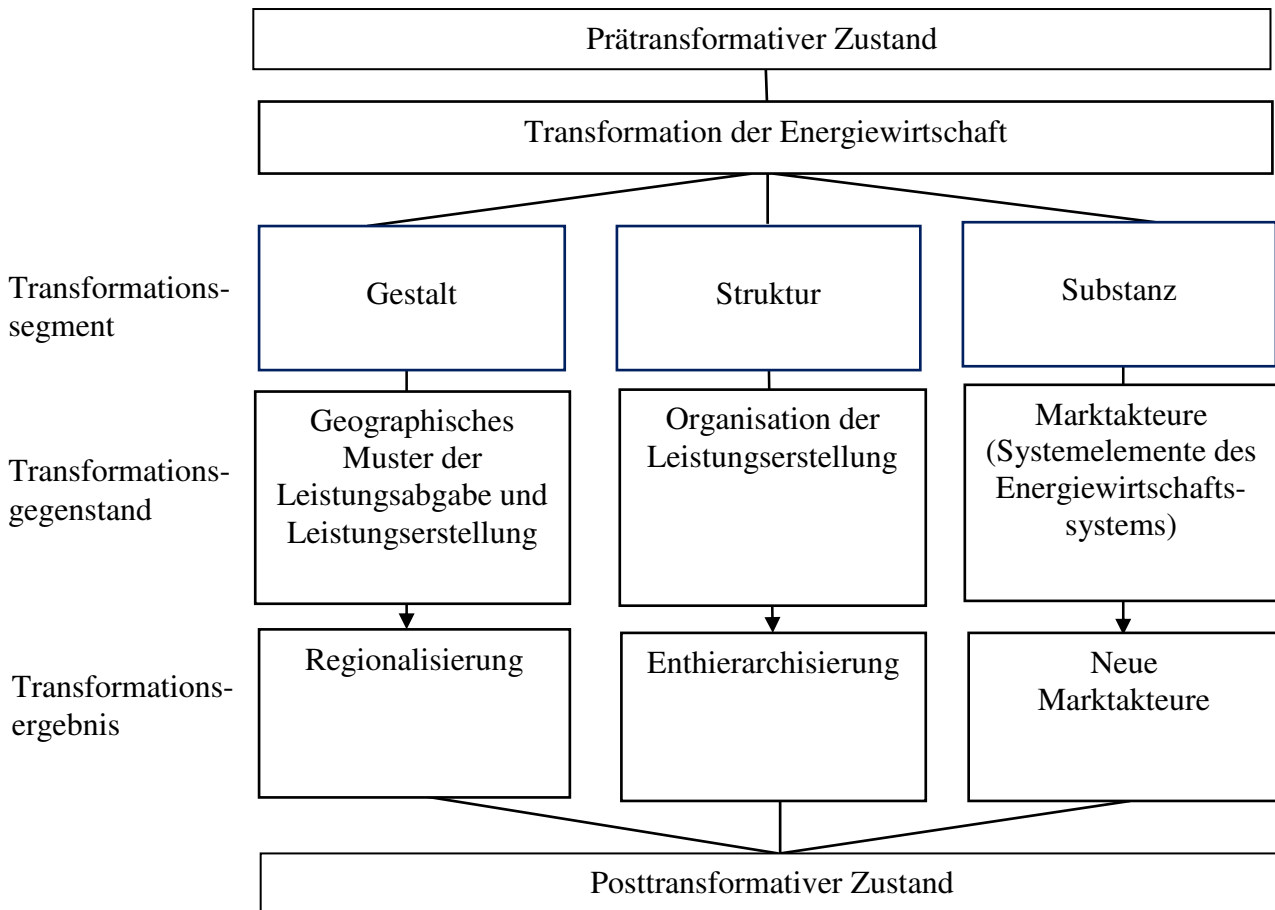 Prätransformativer Zustand
Transformation der Energiewirtschaft
Transformations-
segment
Gestalt
Struktur
Substanz
Transformations-
gegenstand
Geographisches
Muster der
Leistungsabgabe und
Leistungserstellung
Organisation der
Leistungserstellung
Marktakteure
(Systemelemente des
Energiewirtschafts-
systems)
Transformations-
ergebnis
Regionalisierung
Enthierarchisierung
Neue
Marktakteure
Posttransformativer Zustand